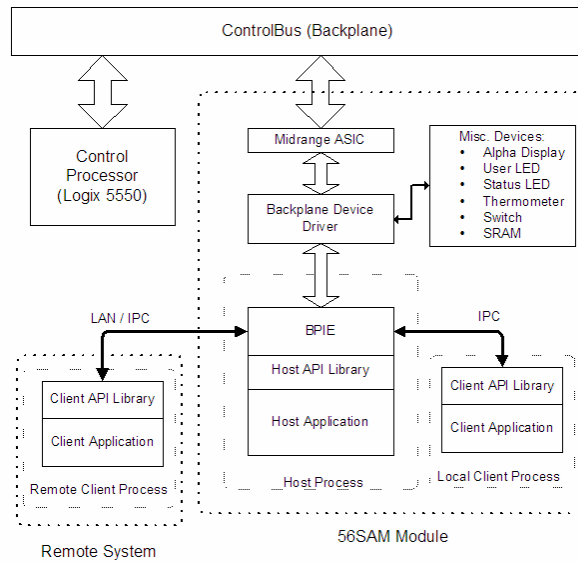 ControlBus (Backplane)
Control
Processor
(Logix 5550)
Midrange ASIC
Backplane Device
Driver
Misc. Devices:
• Alpha Display
• User LED
• Status LED
• Thermometer
• Switch
• SRAM
LAN / IPC
BPIE
IPC
Host API Library
Host Application
Host Process
Client API Library
Client Application
Remote Client Process
Client API Library
Client Application
Local Client Process
56SAM Module
Remote System